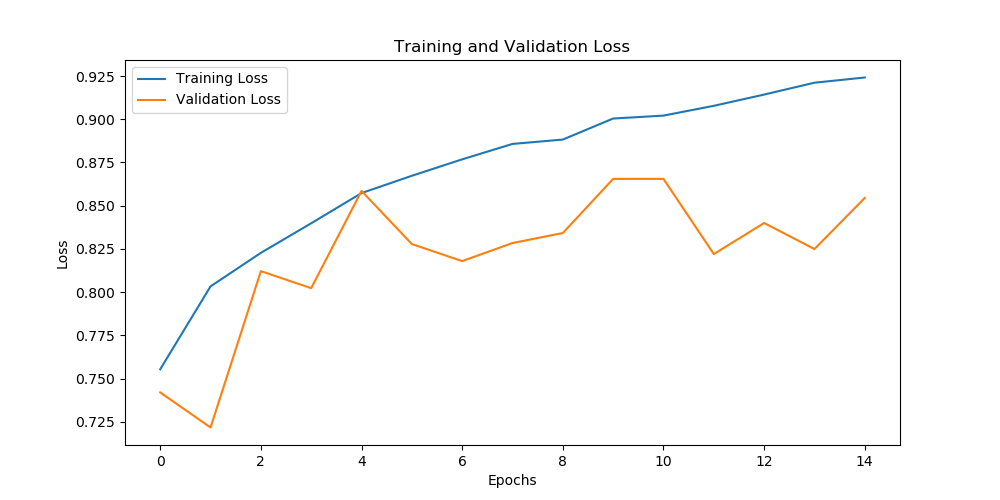 Training and Validation Loss
Training Loss
Validation Loss
0.925
0.900
0.875
0.850
0.825
0.800
0.775
0.750
0.725
Loss
0 2 4 6 8 10 12 14
Epochs